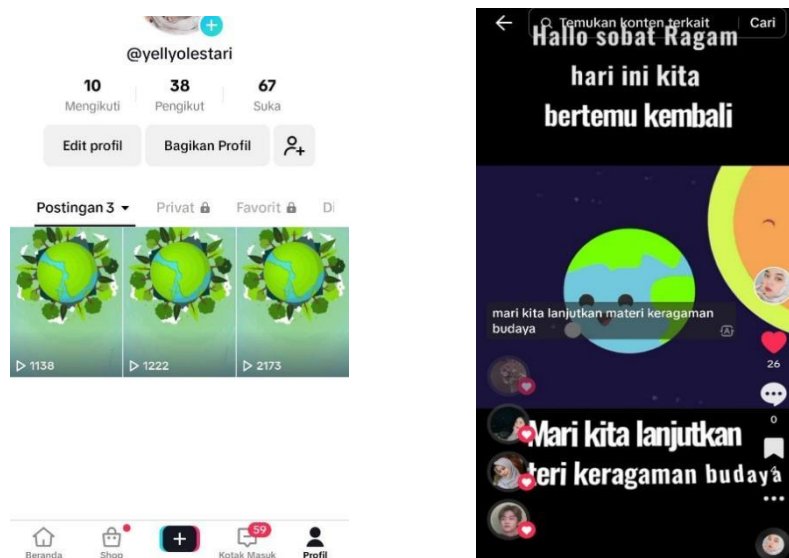 @yellyolestari
10 38 67
Mengikuti Pengikut Suka
Edit profil Bagikan Profil
Postingan 3 Privat Favorit
1138 1222 2173
Beranda Shop 59 Kotak Masuk Profil
Temukan konten terkait Cari
Hallo sobat Ragam
hari ini kita
bertemu kembali
mari kita lanjutkan materi keragaman
budaya
26
0
Mari kita lanjutkan
teri keragaman budaya